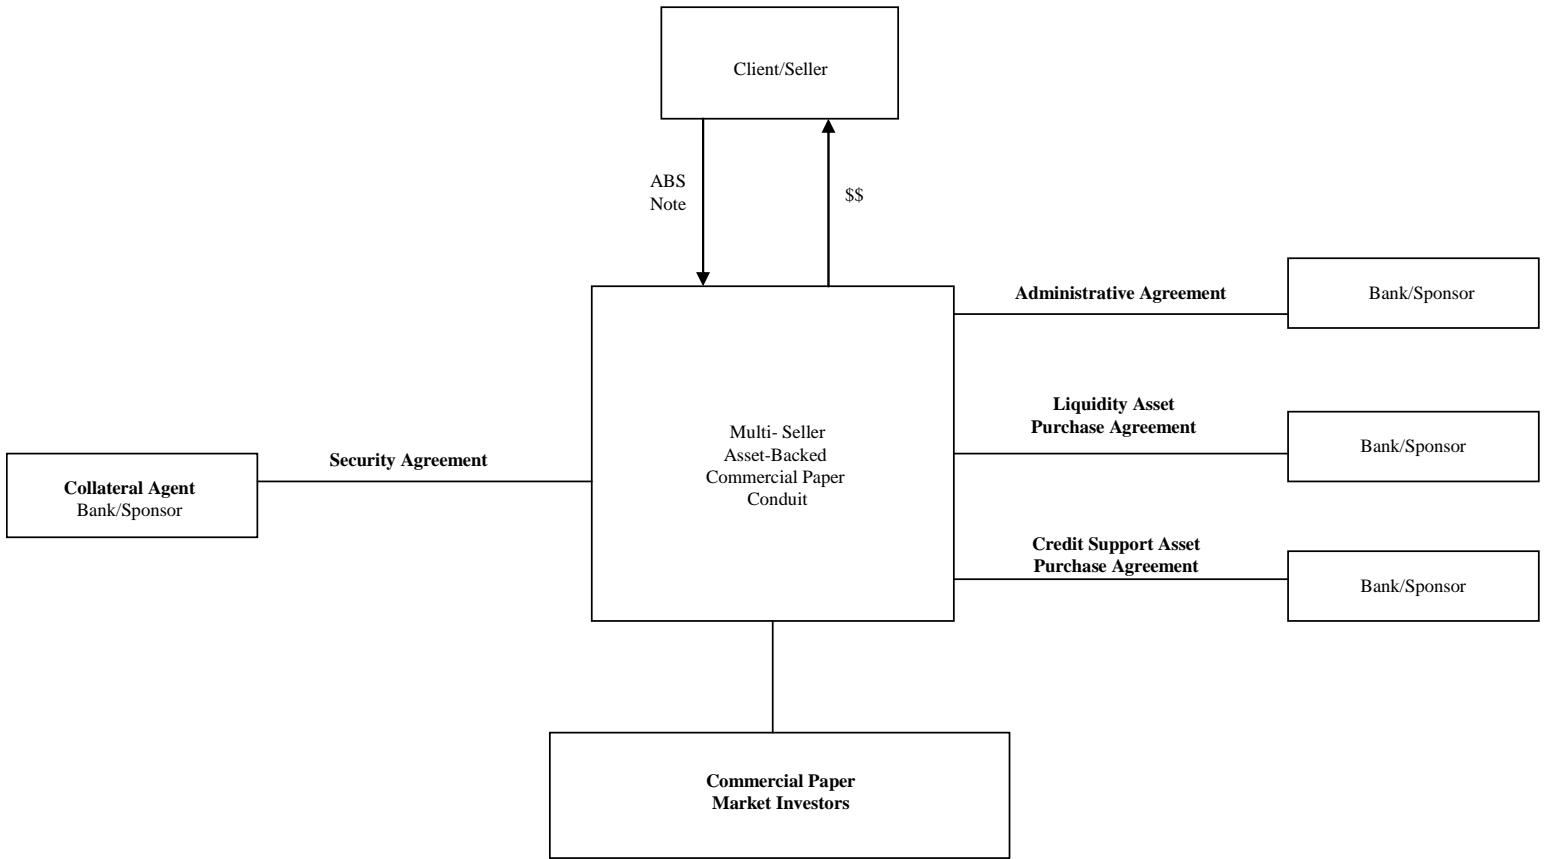 Client/Seller
ABS
Note
$$
Administrative Agreement
Bank/Sponsor
Liquidity Asset
Purchase Agreement
Bank/Sponsor
Multi- Seller
Asset-Backed
Commercial Paper
Conduit
Security Agreement
Collateral Agent
Bank/Sponsor
Credit Support Asset
Purchase Agreement
Bank/Sponsor
Commercial Paper
Market Investors